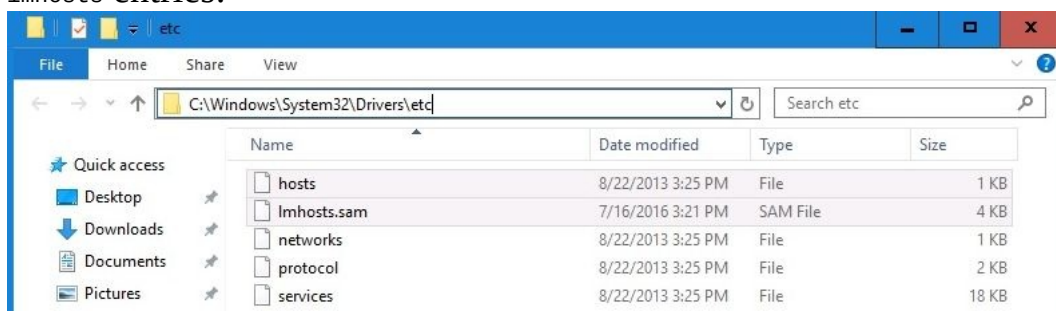 lmhosts entries.
etc
File Home Share View
C:\Windows\System32\Drivers\etc Search etc
Name Date modified Type Size
Quick access
hosts 8/22/2013 3:25 PM File 1 KB
Desktop
lmhosts.sam 7/16/2016 3:21 PM SAM File 4 KB
Downloads
networks 8/22/2013 3:25 PM File 1 KB
Documents
protocol 8/22/2013 3:25 PM File 2 KB
Pictures
services 8/22/2013 3:25 PM File 18 KB